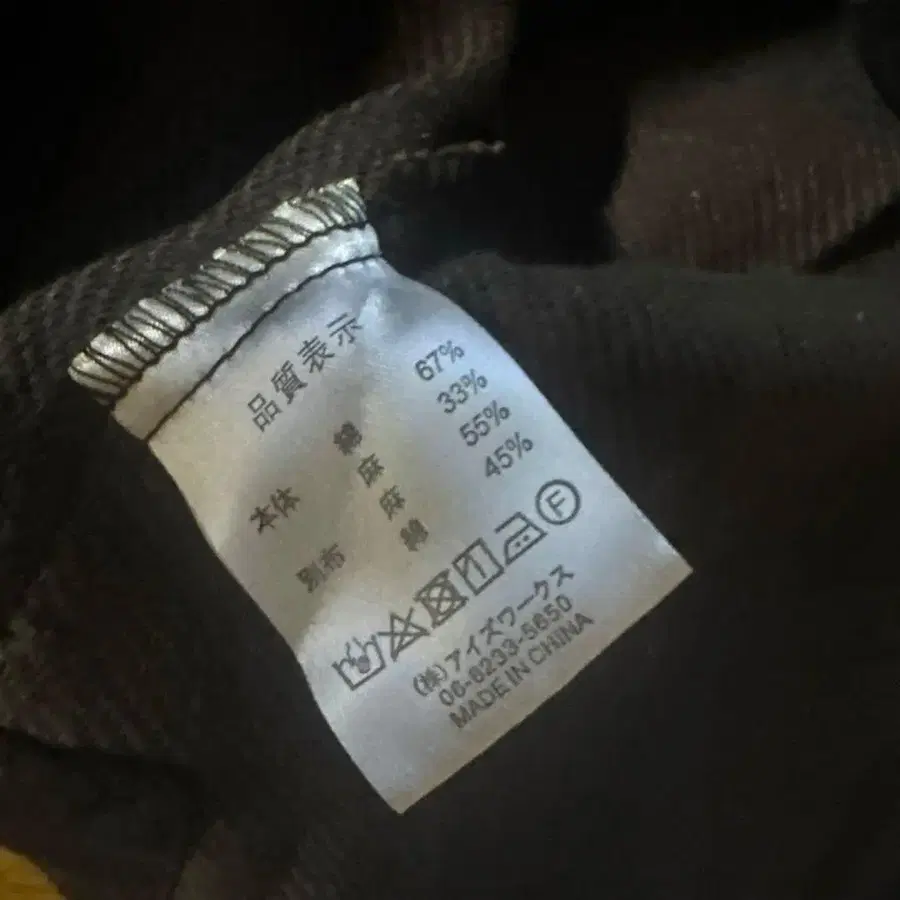 品質表示
本体 綿 67%
麻 33%
別布 麻 55%
綿 45%
F
(株)アイズワークス
06-6233-5650
MADE IN CHINA